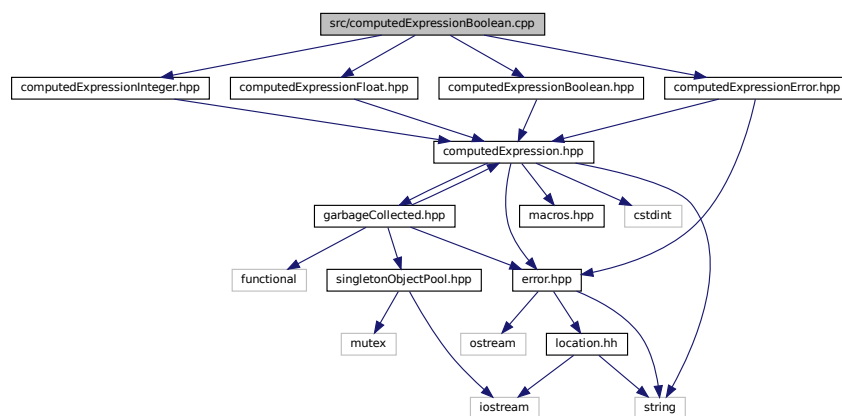 src/computedExpressionBoolean.cpp
computedExpressionInteger.hpp
computedExpressionFloat.hpp
computedExpressionBoolean.hpp
computedExpressionError.hpp
computedExpression.hpp
garbageCollected.hpp
macros.hpp
cstdint
functional
singletonObjectPool.hpp
error.hpp
mutex
ostream
location.hh
iostream
string